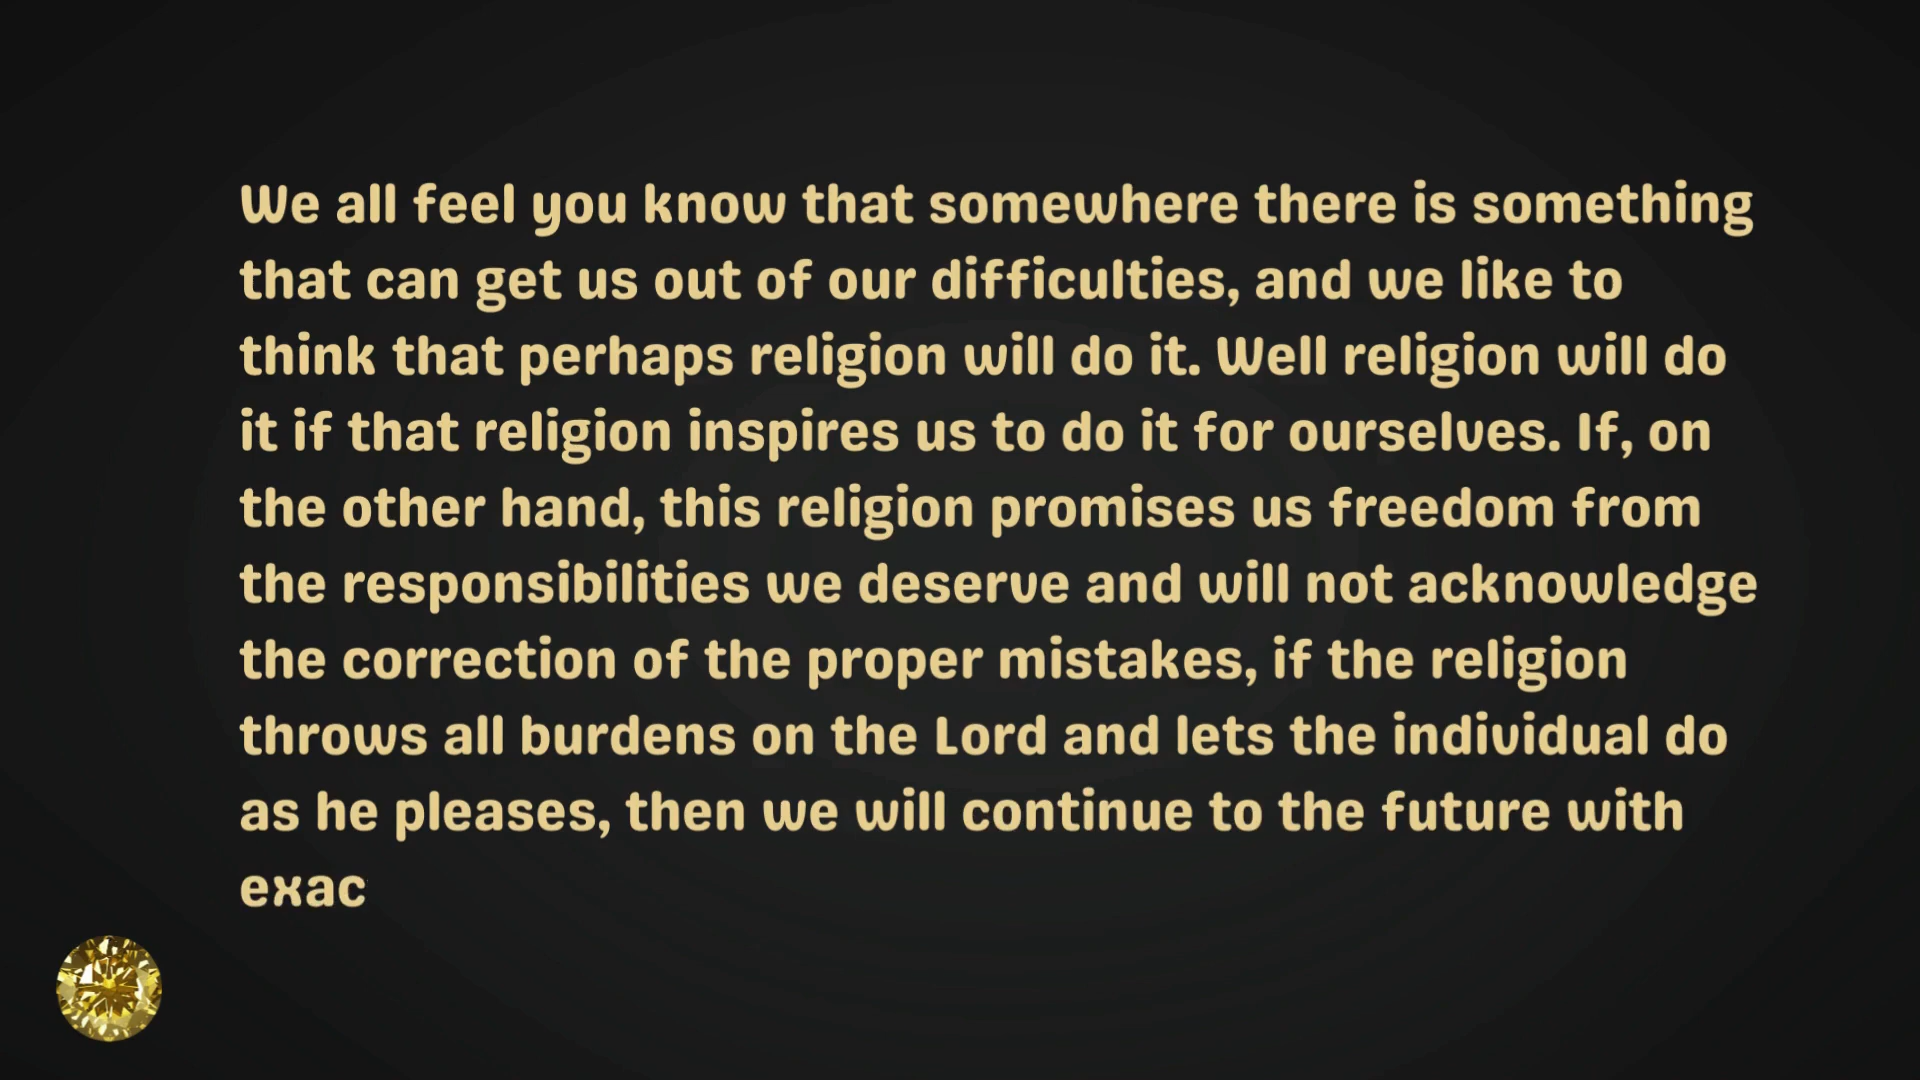 We all feel you know that somewhere there is something
that can get us out of our difficulties, and we like to
think that perhaps religion will do it. Well religion will do
it if that religion inspires us to do it for ourselves. If, on
the other hand, this religion promises us freedom from
the responsibilities we deserve and will not acknowledge
the correction of the proper mistakes, if the religion
throws all burdens on the Lord and lets the individual do
as he pleases, then we will continue to the future with
exac